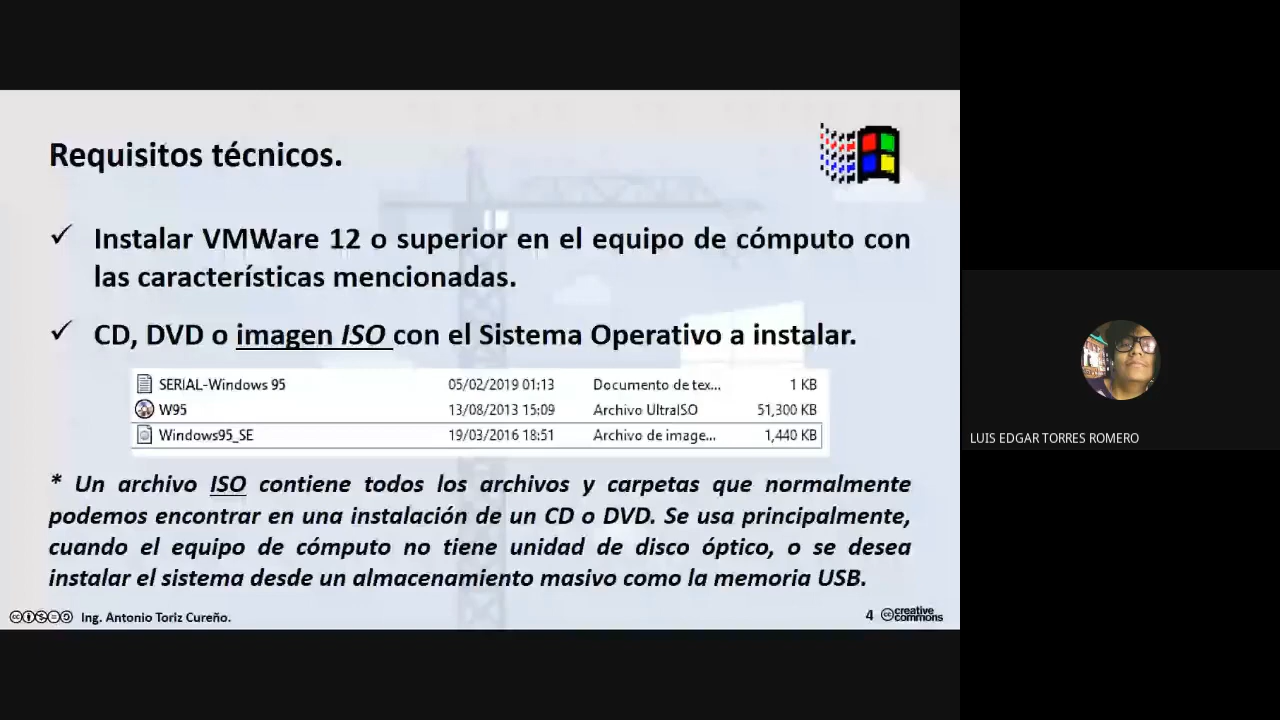 Requisitos técnicos.
✓ Instalar VMWare 12 o superior en el equipo de cómputo con
las características mencionadas.
✓ CD, DVD o imagen ISO con el Sistema Operativo a instalar.
SERIAL-Windows 95 05/02/2019 01:13 Documento de tex... 1 KB
W95 13/08/2013 15:09 Archivo UltraISO 51,300 KB
Windows95_SE 19/03/2016 18:51 Archivo de image... 1,440 KB
* Un archivo ISO contiene todos los archivos y carpetas que normalmente
podemos encontrar en una instalación de un CD o DVD. Se usa principalmente,
cuando el equipo de cómputo no tiene unidad de disco óptico, o se desea
instalar el sistema desde un almacenamiento masivo como la memoria USB.
Ing. Antonio Toriz Cureño.
4 cc creative commons
LUIS EDGAR TORRES ROMERO